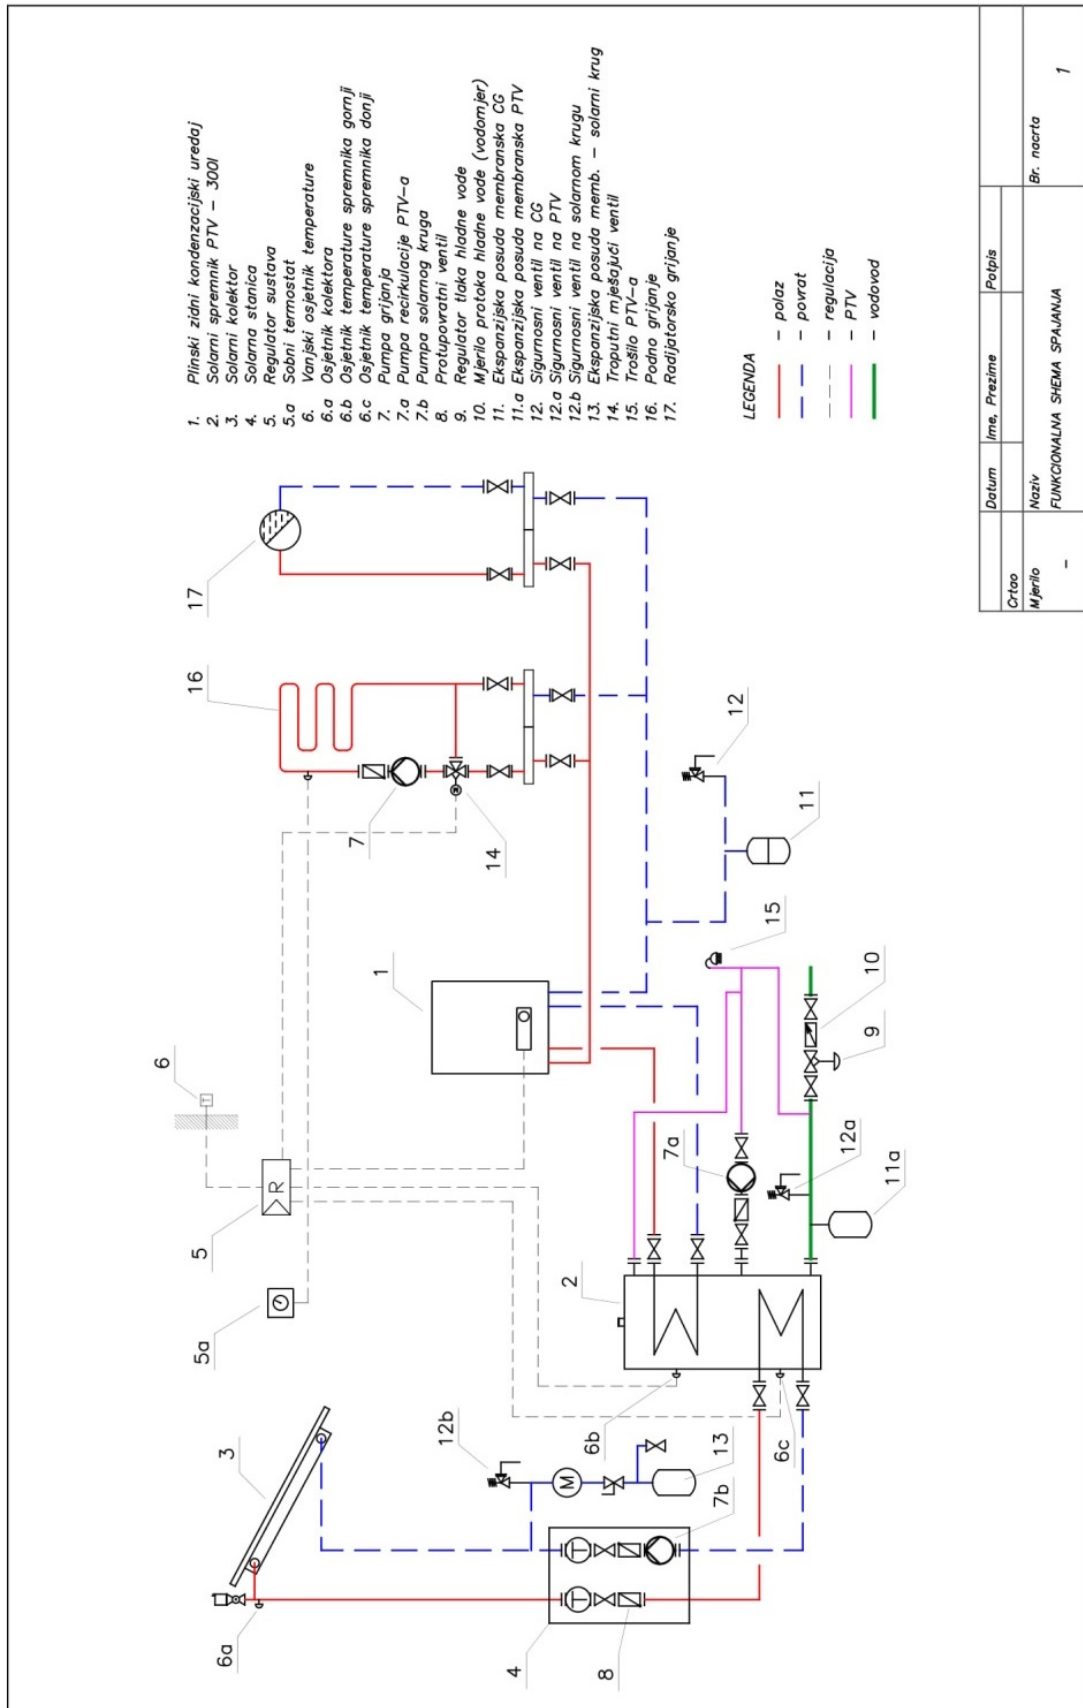 1. Plinski zidni kondenzacijski uređaj
2. Solarni spremnik PTV – 300l
3. Solarni kolektor
4. Solarna stanica
5. Regulator sustava
5.a Sobni termostat
6. Vanjski osjetnik temperature
6.a Osjetnik kolektora
6.b Osjetnik temperature spremnika gornji
6.c Osjetnik temperature spremnika donji
7. Pumpa grijanja
7.a Pumpa recirkulacije PTV–a
7.b Pumpa solarnog kruga
8. Protupovratni ventil
9. Regulator tlaka hladne vode
10. Mjerilo protoka hladne vode (vodomjer)
11. Ekspanzijska posuda membranska CG
11.a Ekspanzijska posuda membranska PTV
12. Sigurnosni ventil na CG
12.a Sigurnosni ventil na PTV
12.b Sigurnosni ventil na solarnom krugu
13. Ekspanzijska posuda memb. – solarni krug
14. Troputni mješajući ventil
15. Trošilo PTV–a
16. Podno grijanje
17. Radijatorsko grijanje
LEGENDA
– polaz
– povrat
– regulacija
– PTV
– vodovod
6a
3
5a
5
R
6
T
1
16
17
7
14
12
11
15
10
9
12a
11a
7a
2
6b
6c
12b
M
13
7b
4
8
T
T
Datum
Ime, Prezime
Potpis
Crtao
Mjerilo
–
Naziv
FUNKCIONALNA SHEMA SPAJANJA
Br. nacrta
1